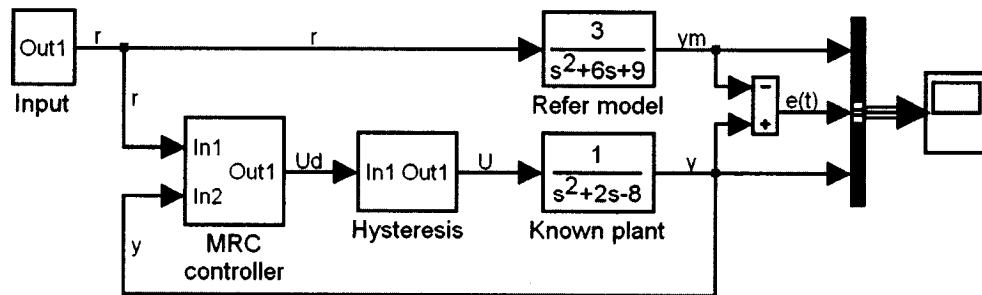 Out1
r
r
3
s2+6s+9
ym
Refer model
Input
r
−
+
e(t)
In1
In2
Out1
Ud
In1 Out1
U
1
s2+2s-8
y
y
MRC
controller
Hysteresis
Known plant